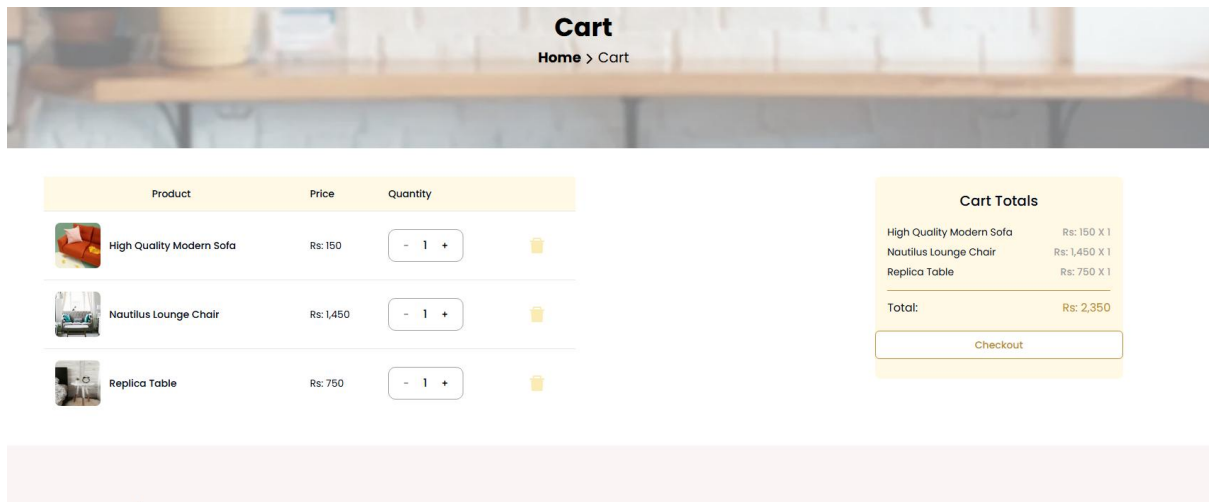 Cart
Home > Cart
Product Price Quantity
High Quality Modern Sofa Rs: 150 - 1 +
Nautilus Lounge Chair Rs: 1,450 - 1 +
Replica Table Rs: 750 - 1 +
Cart Totals
High Quality Modern Sofa Rs: 150 X 1
Nautilus Lounge Chair Rs: 1,450 X 1
Replica Table Rs: 750 X 1
Total: Rs: 2,350
Checkout